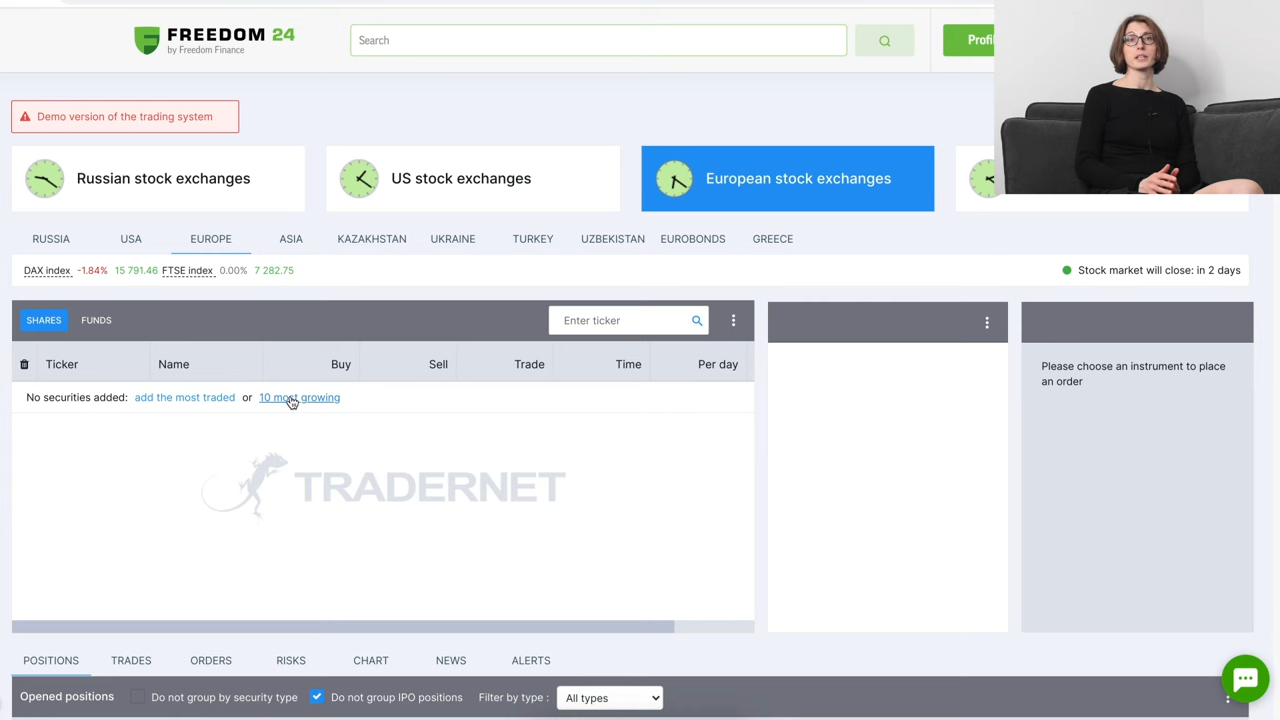 FREEDOM 24
by Freedom Finance
Search
Demo version of the trading system
Russian stock exchanges
US stock exchanges
European stock exchanges
RUSSIA USA EUROPE ASIA KAZAKHSTAN UKRAINE TURKEY UZBEKISTAN EUROBONDS GREECE
DAX index -1.84% 15 791.46 FTSE index 0.00% 7 282.75
Stock market will close: in 2 days
SHARES FUNDS
Enter ticker
Ticker Name Buy Sell Trade Time Per day
No securities added: add the most traded or 10 most growing
Please choose an instrument to place
an order
TRADERNET
POSITIONS TRADES ORDERS RISKS CHART NEWS ALERTS
Opened positions Do not group by security type Do not group IPO positions Filter by type : All types